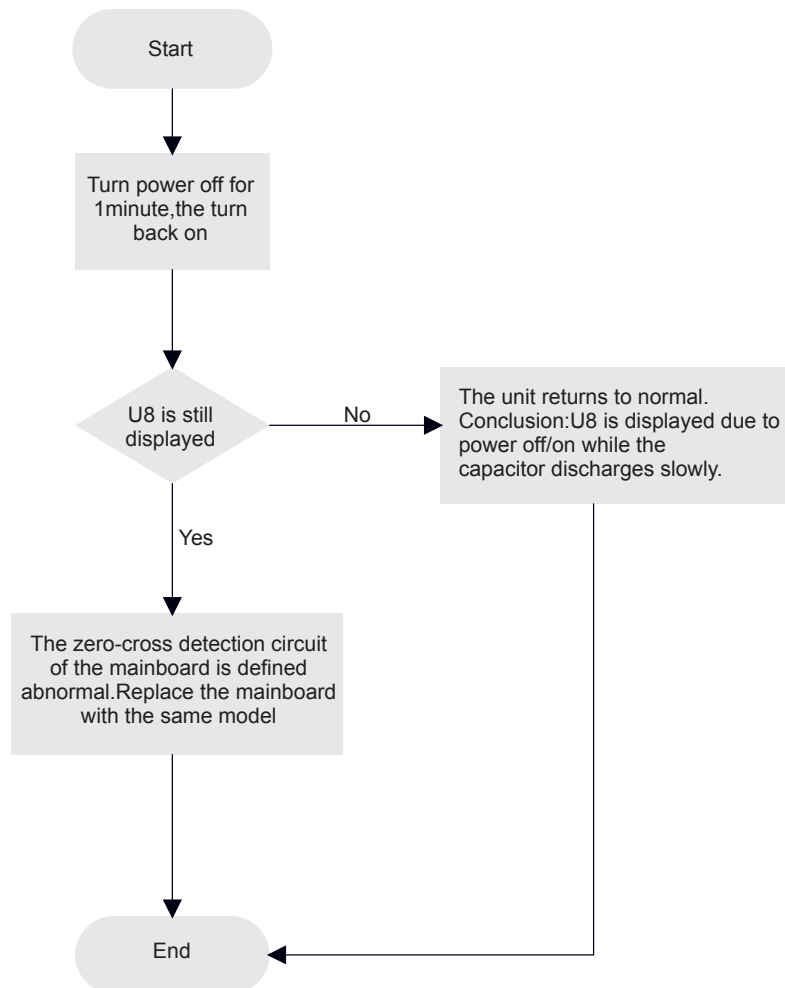 Start
Turn power off for
1minute,the turn
back on
U8 is still
displayed
No
The unit returns to normal.
Conclusion:U8 is displayed due to
power off/on while the
capacitor discharges slowly.
Yes
The zero-cross detection circuit
of the mainboard is defined
abnormal.Replace the mainboard
with the same model
End